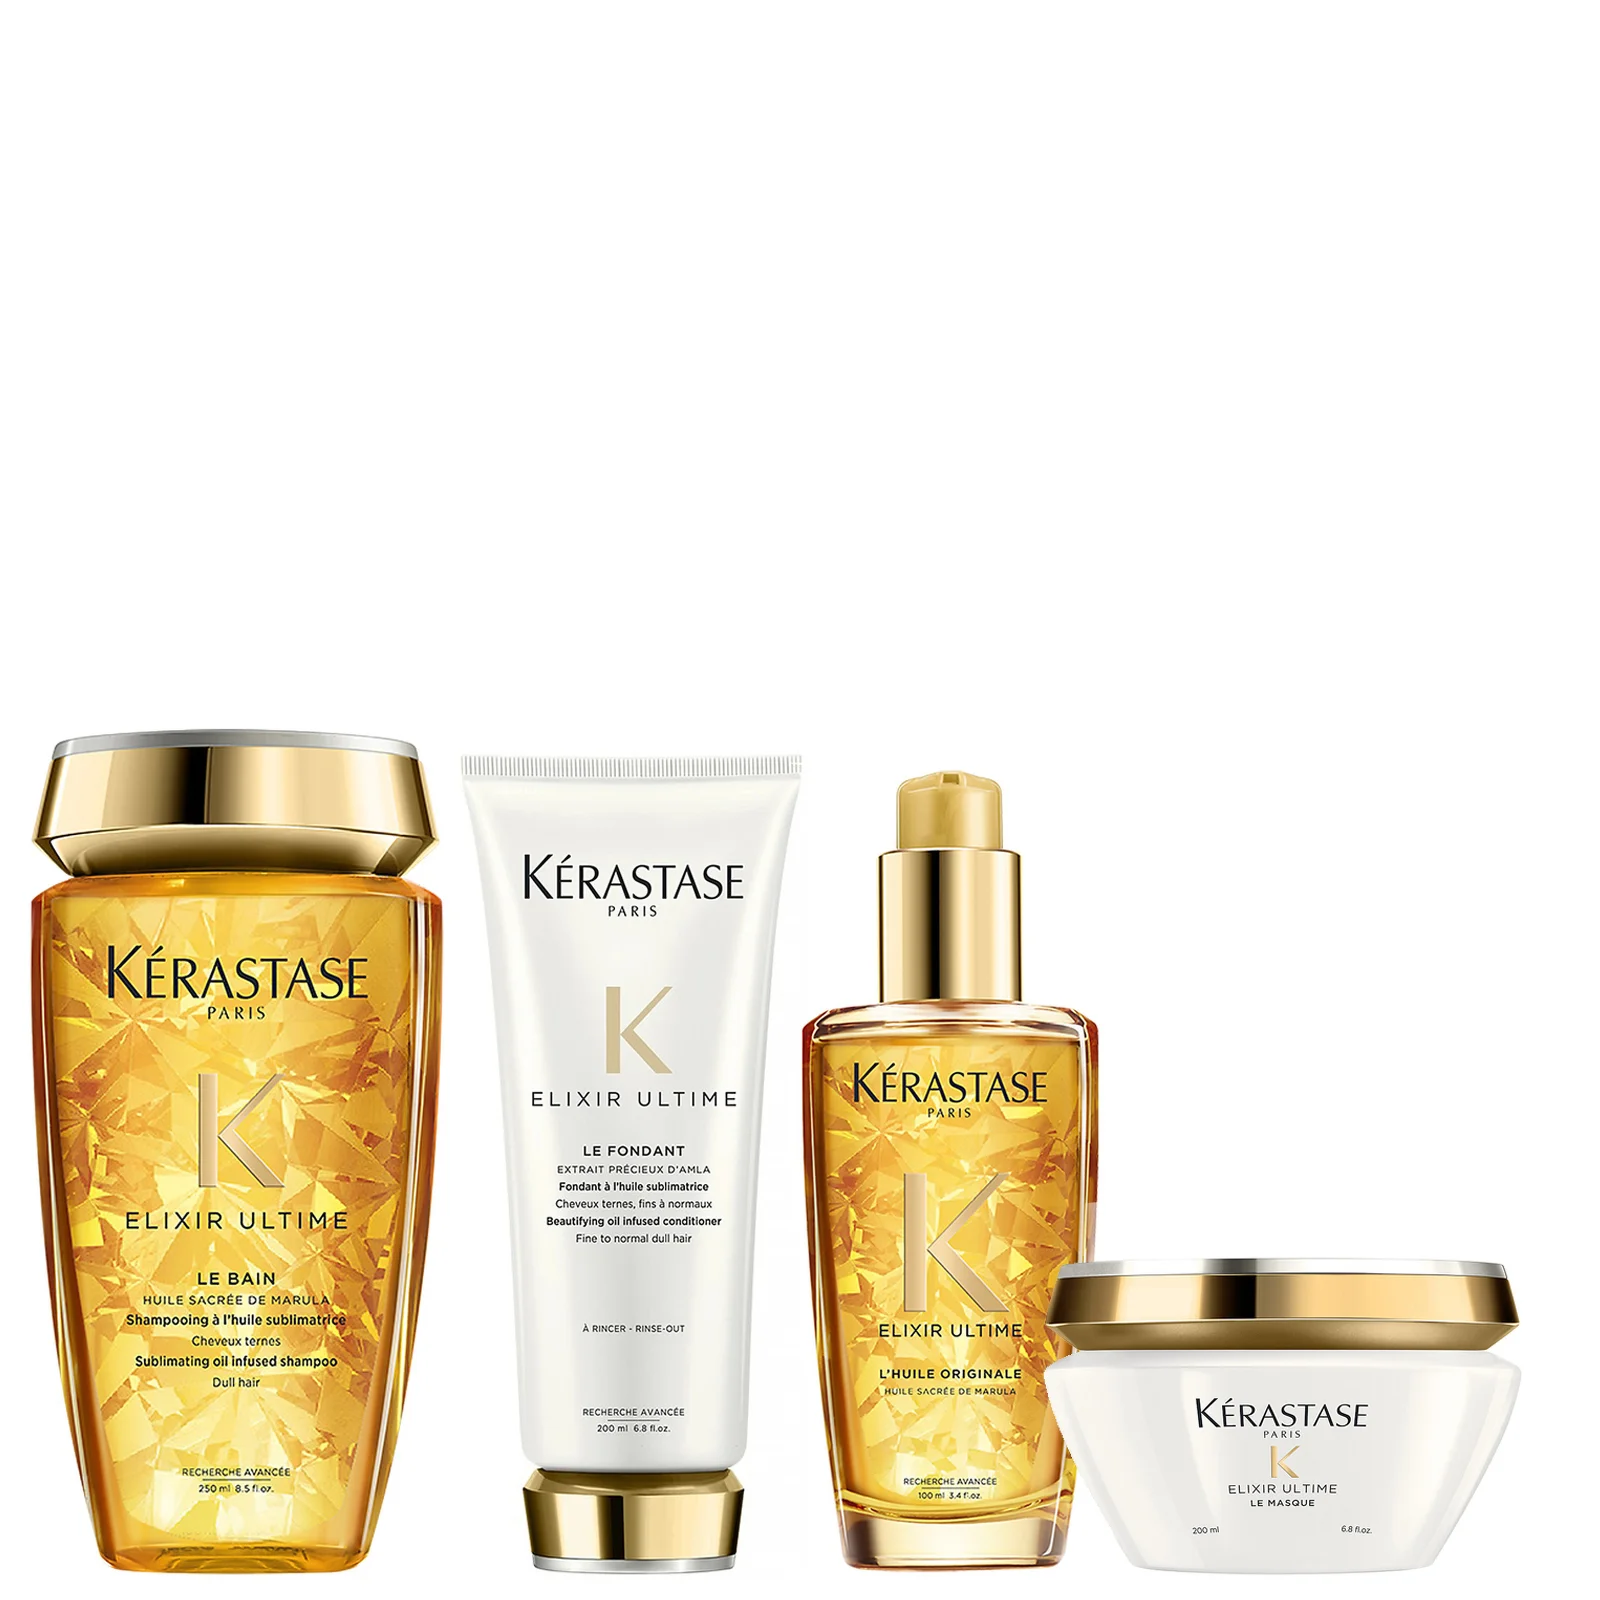 KÉRASTASE
PARIS
K
ELIXIR ULTIME
LE BAIN
HUILE SACRÉE DE MARULA
Shampooing à l'huile sublimatrice
Cheveux ternes
Sublimating oil infused shampoo
Dull hair
RECHERCHE AVANCÉE
250 ml 8.5 fl.oz.
KÉRASTASE
PARIS
K
ELIXIR ULTIME
LE FONDANT
EXTRAIT PRÉCIEUX D'AMLA
Fondant à l'huile sublimatrice
Cheveux ternes, fins à normaux
Beautifying oil infused conditioner
Fine to normal dull hair
À RINCER - RINSE-OUT
RECHERCHE AVANCÉE
200 ml 6.8 fl.oz.
KÉRASTASE
PARIS
K
ELIXIR ULTIME
L'HUILE ORIGINALE
HUILE SACRÉE DE MARULA
RECHERCHE AVANCÉE
100 ml 3.4 fl.oz.
KÉRASTASE
PARIS
K
ELIXIR ULTIME
LE MASQUE
200 ml 6.8 fl.oz.